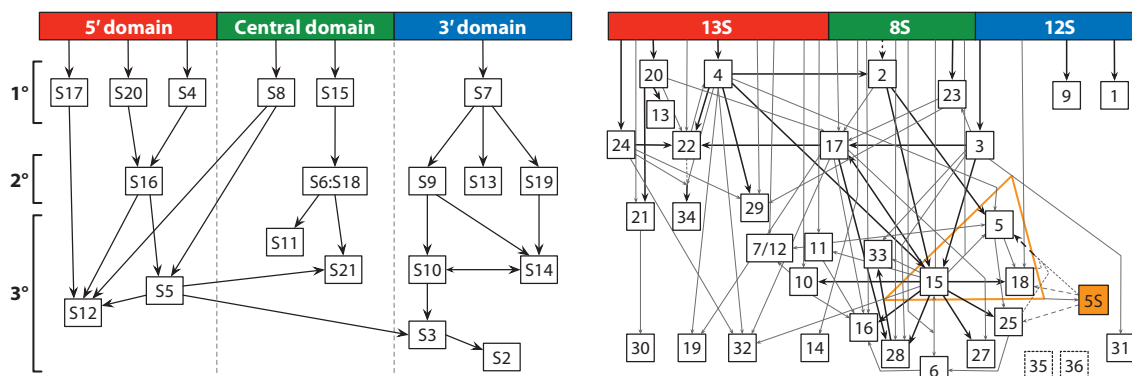 5′ domain Central domain 3′ domain 13S 8S 12S
1° S17 S20 S4 S8 S15 S7 20 4 2 23 9 1
13
24 22 17 3
2° S16 S6:S18 S9 S13 S19
21 34 29
S11 7/12 11 33 5
3° S5 S21 S10 S14 10 15 18 5S
S12 S3 16 25
S2 30 19 32 14 28 27 31
6 35 36